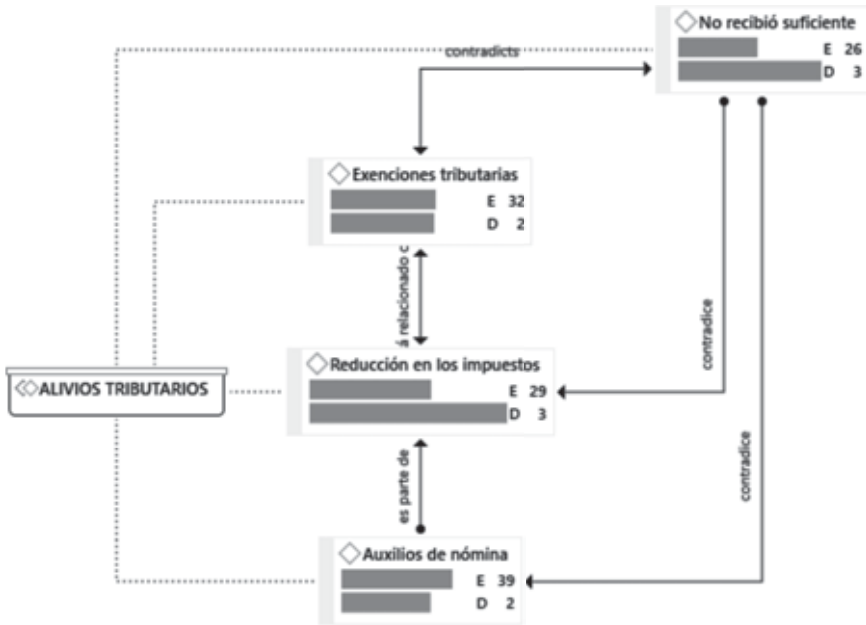 No recibió suficiente
E 26
D 3
contradicts
Exenciones tributarias
E 32
D 2
á relacionado c
contradice
Reducción en los impuestos
E 29
D 3
ALIVIOS TRIBUTARIOS
es parte de
contradice
Auxilios de nómina
E 39
D 2